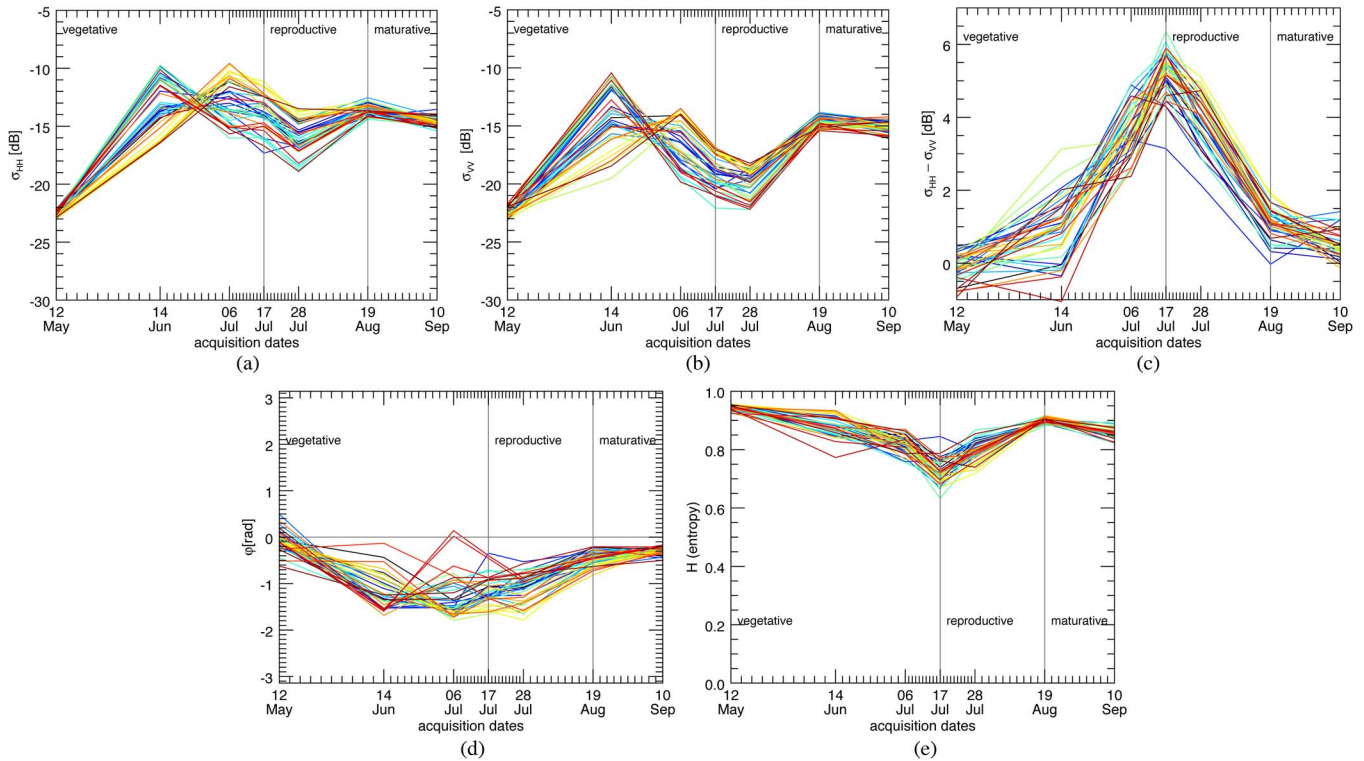 -5
-10
-15
-20
-25
-30
σHH [dB]
vegetative
reproductive
maturative
12 14 06 17 28 19 10
May Jun Jul Jul Jul Aug Sep
acquisition dates
(a)
-5
-10
-15
-20
-25
-30
σVV [dB]
vegetative
reproductive
maturative
12 14 06 17 28 19 10
May Jun Jul Jul Jul Aug Sep
acquisition dates
(b)
6
4
2
0
σHH − σVV [dB]
vegetative
reproductive
maturative
12 14 06 17 28 19 10
May Jun Jul Jul Jul Aug Sep
acquisition dates
(c)
3
2
1
0
-1
-2
-3
φ[rad]
vegetative
reproductive
maturative
12 14 06 17 28 19 10
May Jun Jul Jul Jul Aug Sep
acquisition dates
(d)
1.0
0.8
0.6
0.4
0.2
0.0
H (entropy)
vegetative
reproductive
maturative
12 14 06 17 28 19 10
May Jun Jul Jul Jul Aug Sep
acquisition dates
(e)